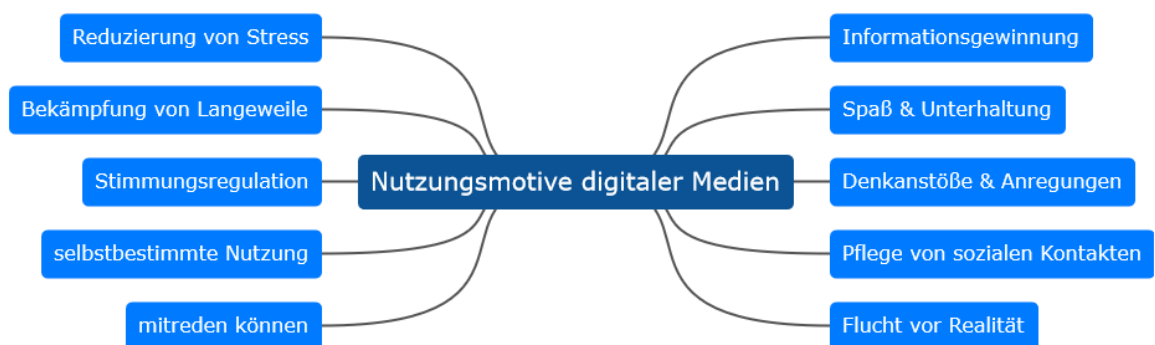 Reduzierung von Stress
Bekämpfung von Langeweile
Stimmungsregulation
selbstbestimmte Nutzung
mitreden können
Nutzungsmotive digitaler Medien
Informationsgewinnung
Spaß & Unterhaltung
Denkanstöße & Anregungen
Pflege von sozialen Kontakten
Flucht vor Realität